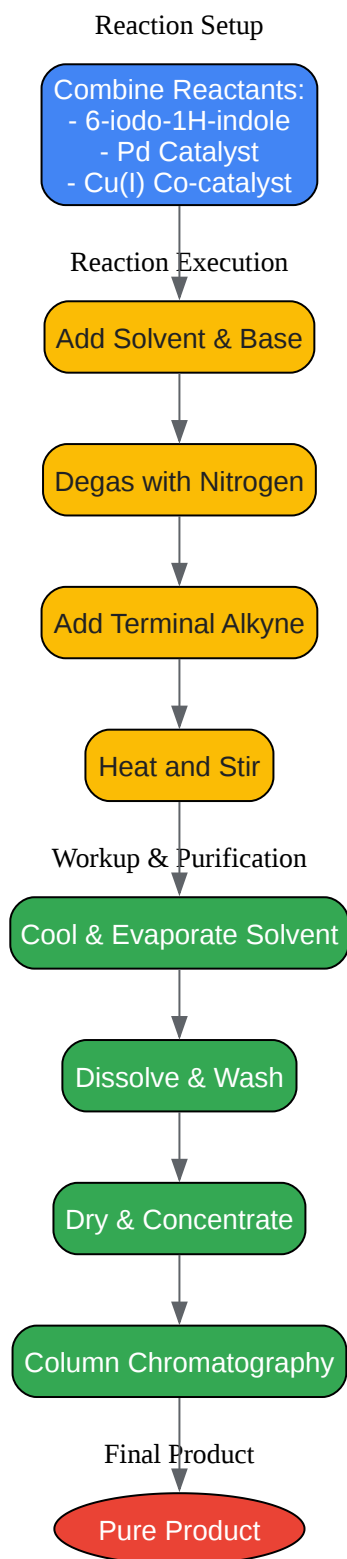 Reaction Setup
Combine Reactants:
- 6-iodo-1H-indole
- Pd Catalyst
- Cu(I) Co-catalyst
Reaction Execution
Add Solvent & Base
Degas with Nitrogen
Add Terminal Alkyne
Heat and Stir
Workup & Purification
Cool & Evaporate Solvent
Dissolve & Wash
Dry & Concentrate
Column Chromatography
Final Product
Pure Product